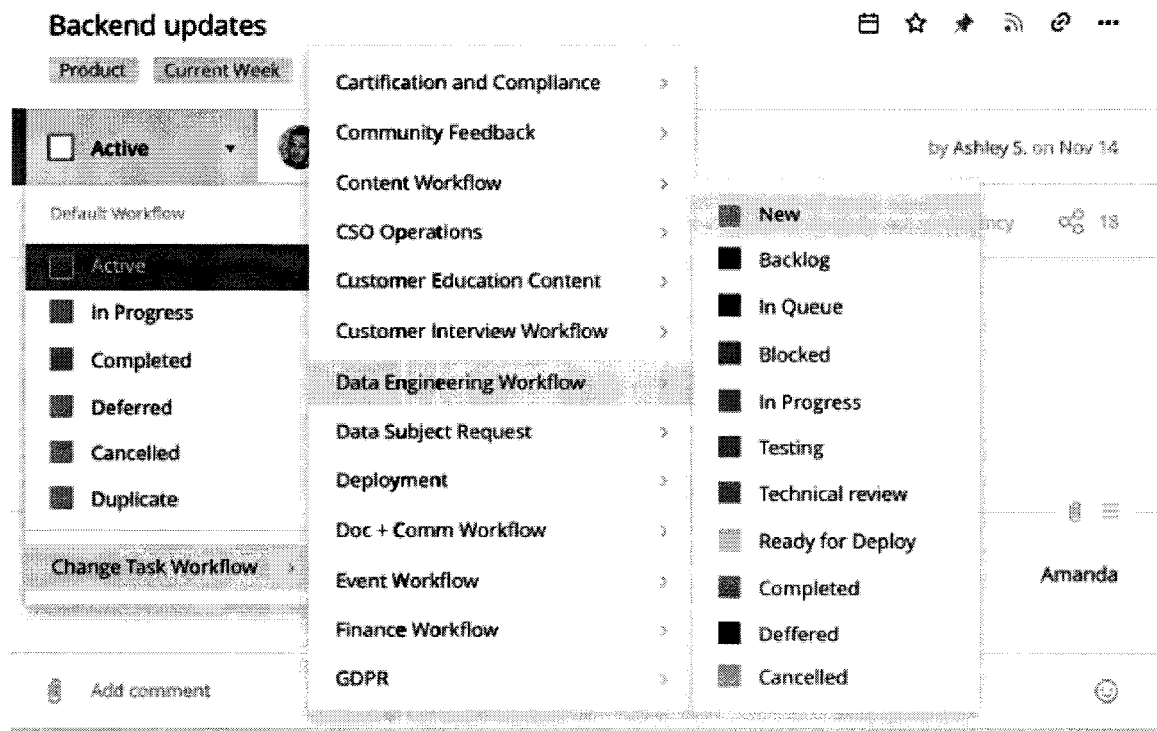 Backend updates
Product Current Week
Active
by Ashley S. on Nov 14
Default Workflow
Active
In Progress
Completed
Deferred
Cancelled
Duplicate
Change Task Workflow
Cartification and Compliance
Community Feedback
Content Workflow
CSO Operations
Customer Education Content
Customer Interview Workflow
Data Engineering Workflow
Data Subject Request
Deployment
Doc + Comm Workflow
Event Workflow
Finance Workflow
GDPR
New
Backlog
In Queue
Blocked
In Progress
Testing
Technical review
Ready for Deploy
Completed
Deffered
Cancelled
ncy 18
Amanda
Add comment